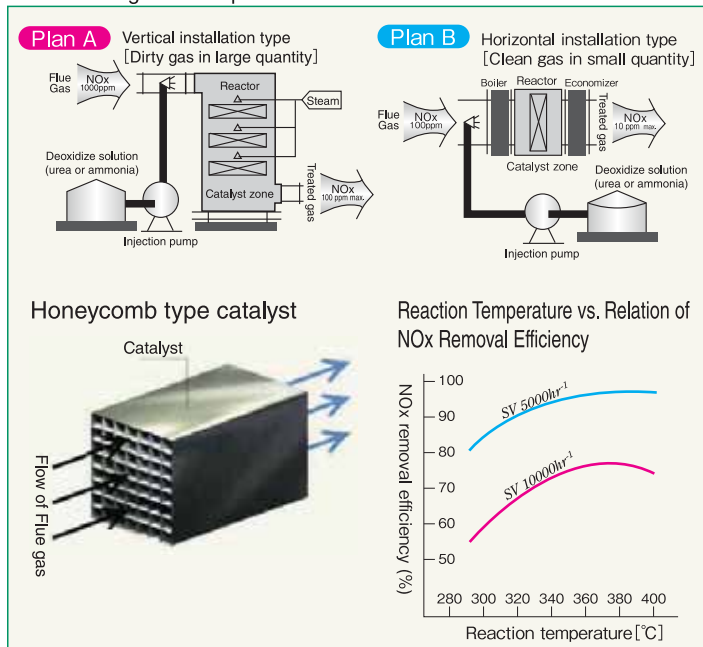 Plan A
Vertical installation type
[Dirty gas in large quantity]
Flue
Gas
NOx
1000ppm
Reactor
Steam
Deoxidize solution
(urea or ammonia)
Catalyst zone
Treated gas
NOx
100 ppm max.
Injection pump
Plan B
Horizontal installation type
[Clean gas in small quantity]
Boiler
Reactor
Economizer
Flue
Gas
NOx
100ppm
Treated gas
NOx
10 ppm max.
Catalyst zone
Deoxidize solution
(urea or ammonia)
Injection pump
Honeycomb type catalyst
Catalyst
Flow of Flue gas
Reaction Temperature vs. Relation of
NOx Removal Efficiency
NOx removal efficiency (%)
100
90
80
70
60
50
SV 5000hr⁻¹
SV 10000hr⁻¹
280 300 320 340 360 380 400
Reaction temperature[℃]